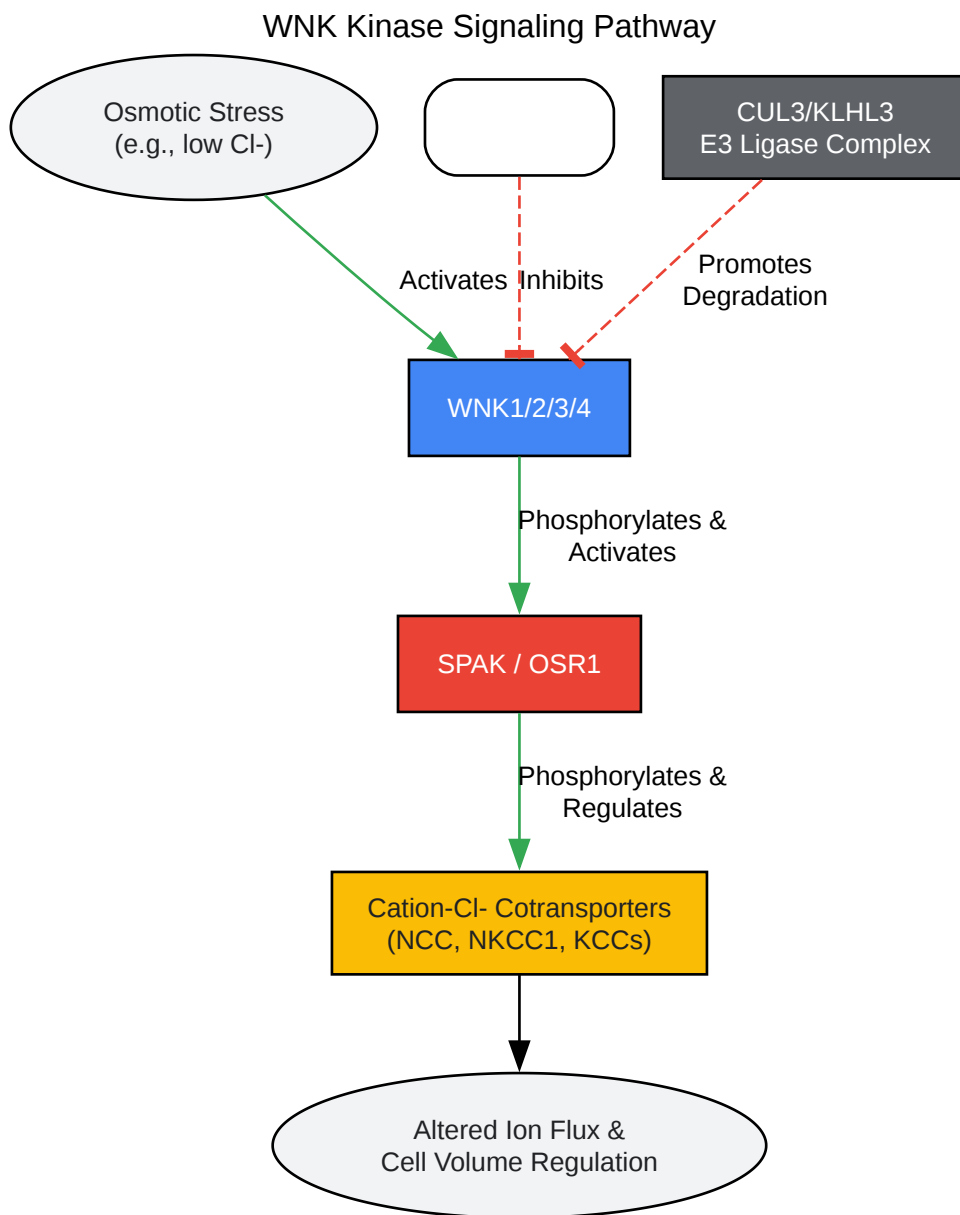 WNK Kinase Signaling Pathway
Osmotic Stress
(e.g., low Cl-)
CUL3/KLHL3
E3 Ligase Complex
Activates
Inhibits
Promotes
Degradation
WNK1/2/3/4
Phosphorylates &
Activates
SPAK / OSR1
Phosphorylates &
Regulates
Cation-Cl- Cotransporters
(NCC, NKCC1, KCCs)
Altered Ion Flux &
Cell Volume Regulation